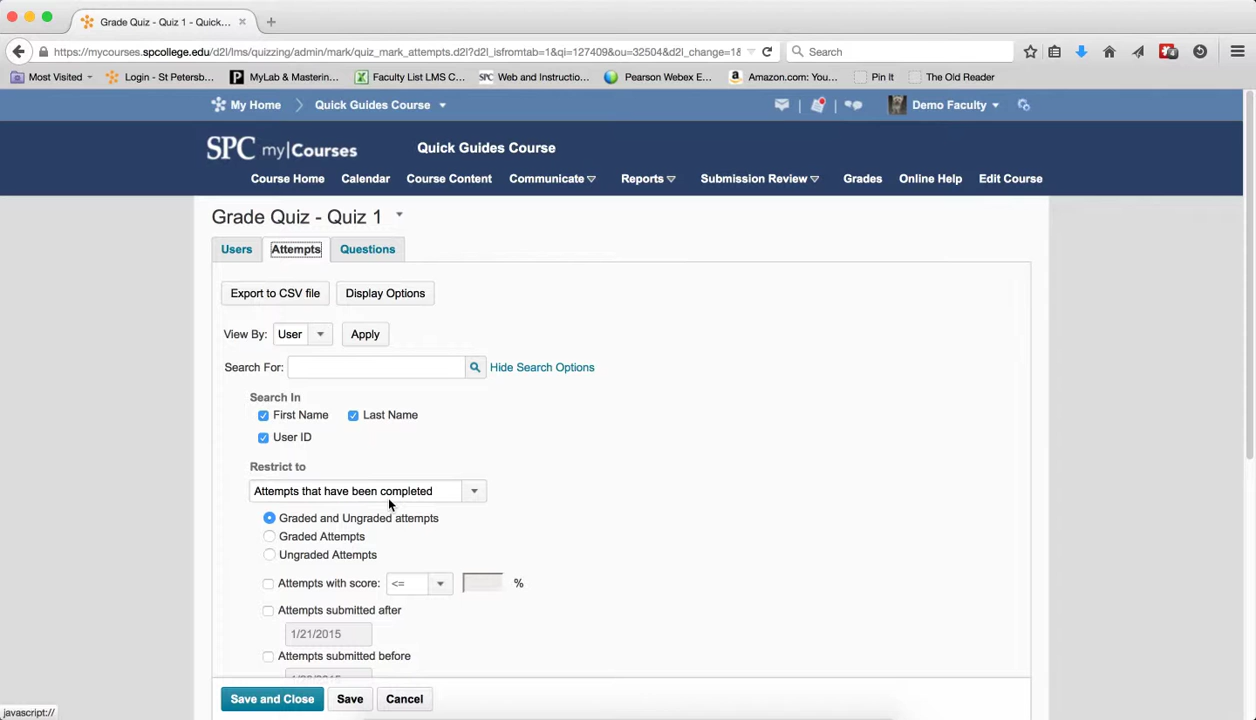 Grade Quiz - Quiz 1 - Quick...
https://mycourses.spcollege.edu/d2l/lms/quizzing/admin/mark/quiz_mark_attempts.d2l?d2l_isfromtab=1&qi=127409&ou=32504&d2l_change=1&
Search
Most Visited
Login - St Petersb...
MyLab & Mastering...
Faculty List LMS C...
SPC Web and Instructio...
Pearson Webex E...
Amazon.com: You...
Pin It
The Old Reader
My Home
Quick Guides Course
Demo Faculty
SPC my|Courses
Quick Guides Course
Course Home
Calendar
Course Content
Communicate
Reports
Submission Review
Grades
Online Help
Edit Course
Grade Quiz - Quiz 1
Users
Attempts
Questions
Export to CSV file
Display Options
View By:
User
Apply
Search For:
Hide Search Options
Search In
First Name
Last Name
User ID
Restrict to
Attempts that have been completed
Graded and Ungraded attempts
Graded Attempts
Ungraded Attempts
Attempts with score:
<=
%
Attempts submitted after
1/21/2015
Attempts submitted before
Save and Close
Save
Cancel
javascript://